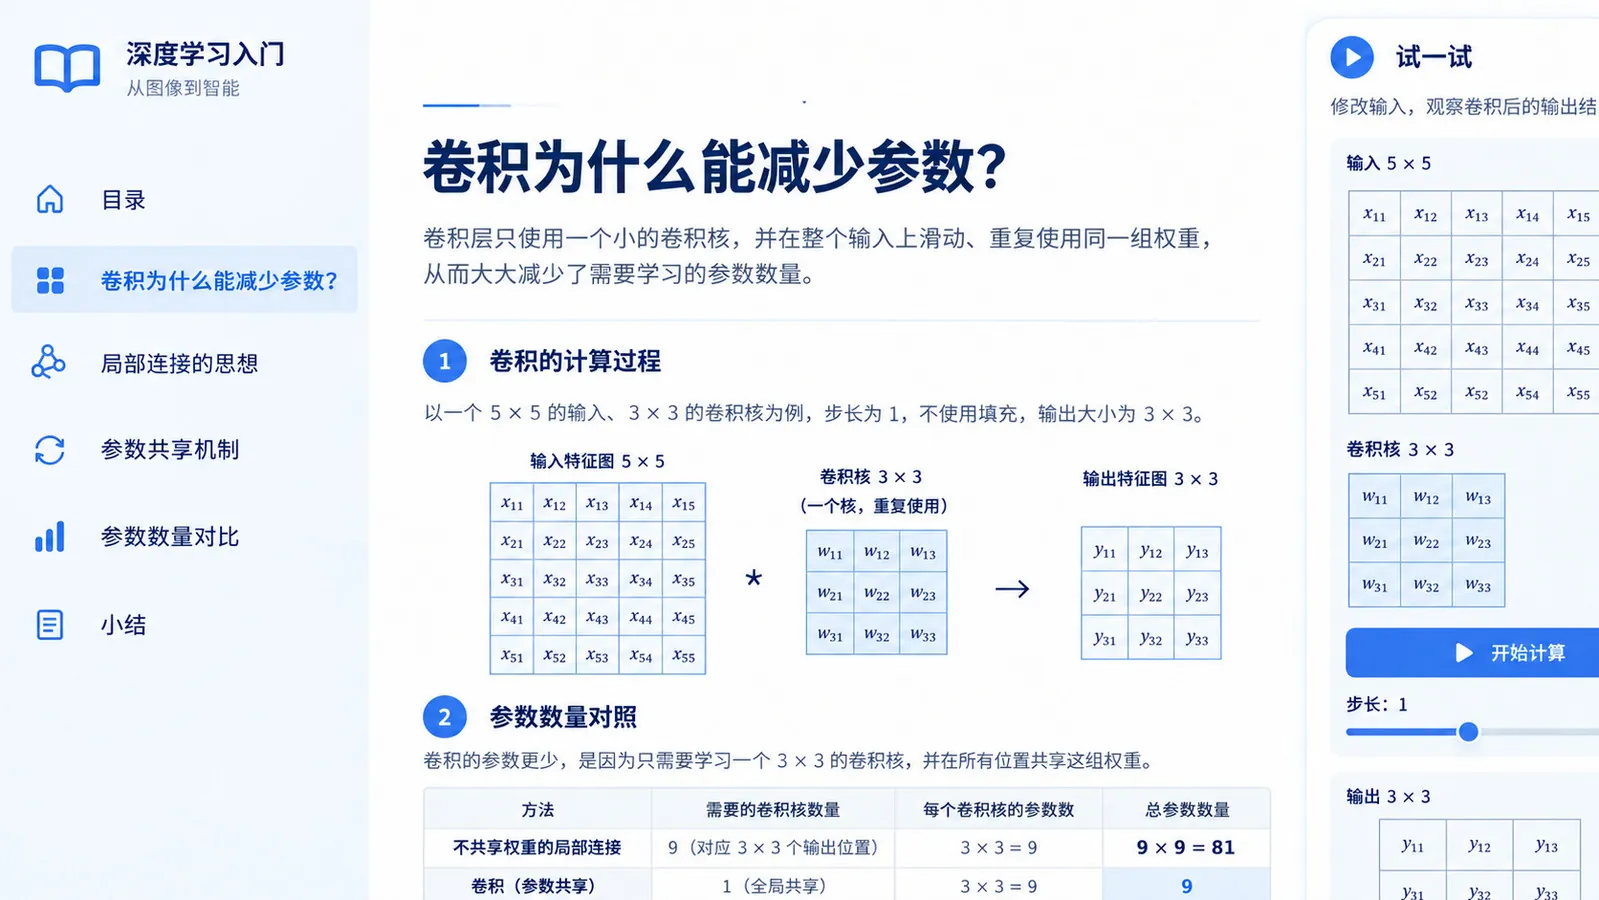 深度学习入门
从图像到智能
目录
卷积为什么能减少参数？
局部连接的思想
参数共享机制
参数数量对比
小结
卷积为什么能减少参数？
卷积层只使用一个小的卷积核，并在整个输入上滑动、重复使用同一组权重，
从而大大减少了需要学习的参数数量。
1 卷积的计算过程
以一个 5 × 5 的输入、3 × 3 的卷积核为例，步长为 1，不使用填充，输出大小为 3 × 3。
输入特征图 5 × 5
x11 x12 x13 x14 x15
x21 x22 x23 x24 x25
x31 x32 x33 x34 x35
x41 x42 x43 x44 x45
x51 x52 x53 x54 x55
*
卷积核 3 × 3
（一个核，重复使用）
w11 w12 w13
w21 w22 w23
w31 w32 w33
→
输出特征图 3 × 3
y11 y12 y13
y21 y22 y23
y31 y32 y33
2 参数数量对照
卷积的参数更少，是因为只需要学习一个 3 × 3 的卷积核，并在所有位置共享这组权重。
方法 需要的卷积核数量 每个卷积核的参数数 总参数数量
不共享权重的局部连接 9（对应 3 × 3 个输出位置） 3 × 3 = 9 9 × 9 = 81
卷积（参数共享） 1（全局共享） 3 × 3 = 9 9
试一试
修改输入，观察卷积后的输出结
输入 5 × 5
x11 x12 x13 x14 x15
x21 x22 x23 x24 x25
x31 x32 x33 x34 x35
x41 x42 x43 x44 x45
x51 x52 x52 x54 x55
卷积核 3 × 3
w11 w12 w13
w21 w22 w23
w31 w32 w33
开始计算
步长：1
输出 3 × 3
y11 y12 y13
y31 y32 y33